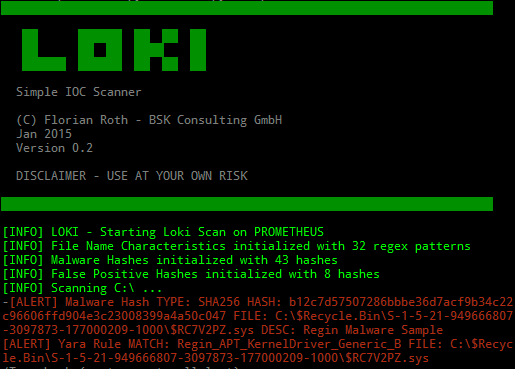 LOKI
Simple IOC Scanner
(C) Florian Roth - BSK Consulting GmbH
Jan 2015
Version 0.2
DISCLAIMER - USE AT YOUR OWN RISK
[INFO] LOKI - Starting Loki Scan on PROMETHEUS
[INFO] File Name Characteristics initialized with 32 regex patterns
[INFO] Malware Hashes initialized with 43 hashes
[INFO] False Positive Hashes initialized with 8 hashes
[INFO] Scanning C:\ ...
-[ALERT] Malware Hash TYPE: SHA256 HASH: b12c7d57507286bbbe36d7acf9b34c22
c96606ffd904e3c23008399a4a50c047 FILE: C:\$Recycle.Bin\S-1-5-21-949666807
-3097873-177000209-1000\$RC7V2PZ.sys DESC: Regin Malware Sample
[ALERT] Yara Rule MATCH: Regin_APT_KernelDriver_Generic_B FILE: C:\$Recyc
le.Bin\S-1-5-21-949666807-3097873-177000209-1000\$RC7V2PZ.sys